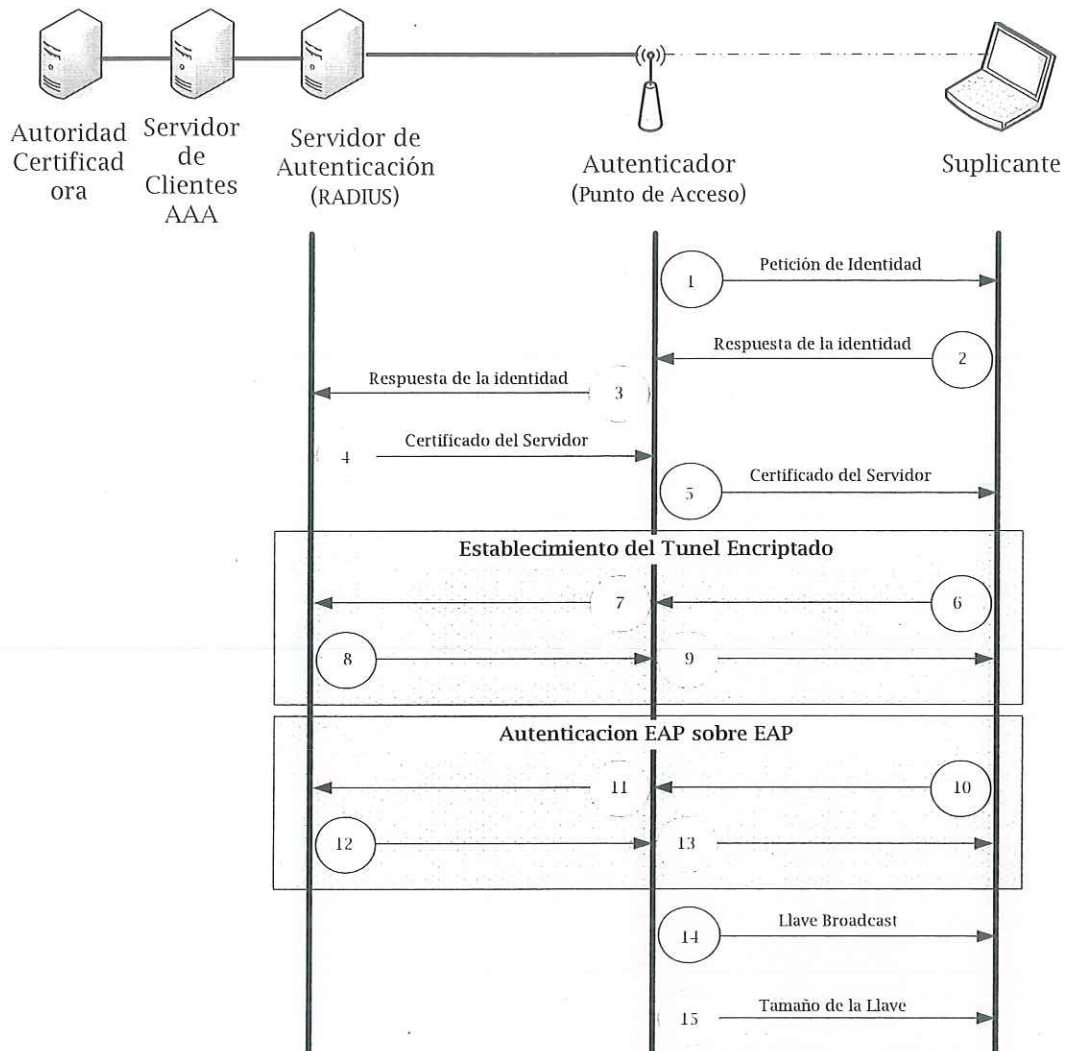 Autoridad
Certificad
ora
Servidor
de
Clientes
AAA
Servidor de
Autenticación
(RADIUS)
Autenticador
(Punto de Acceso)
Suplicante
1
Petición de Identidad
Respuesta de la identidad
2
Respuesta de la identidad
3
4
Certificado del Servidor
5
Certificado del Servidor
Establecimiento del Tunel Encriptado
7
6
8
9
Autenticacion EAP sobre EAP
11
10
12
13
14
Llave Broadcast
15
Tamaño de la Llave